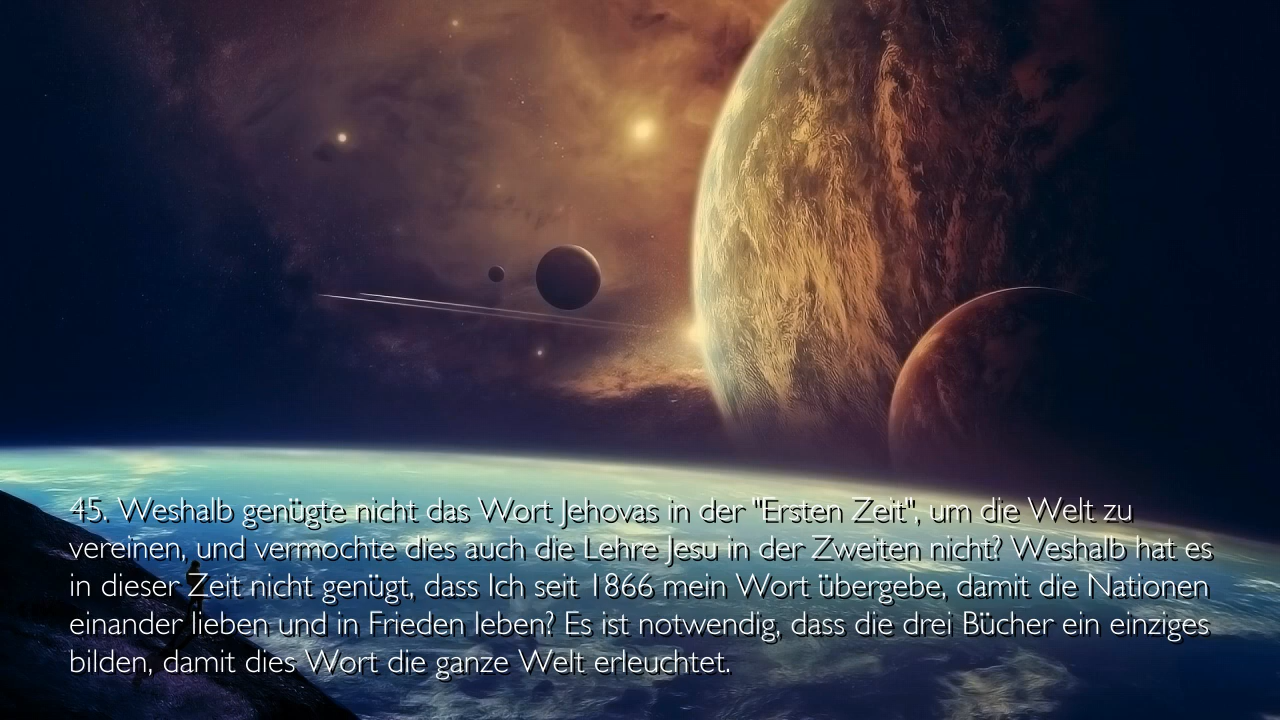 45. Weshalb genügte nicht das Wort Jehovas in der "Ersten Zeit", um die Welt zu
vereinen, und vermochte dies auch die Lehre Jesu in der Zweiten nicht? Weshalb hat es
in dieser Zeit nicht genügt, dass Ich seit 1866 mein Wort übergebe, damit die Nationen
einander lieben und in Frieden leben? Es ist notwendig, dass die drei Bücher ein einziges
bilden, damit dies Wort die ganze Welt erleuchtet.